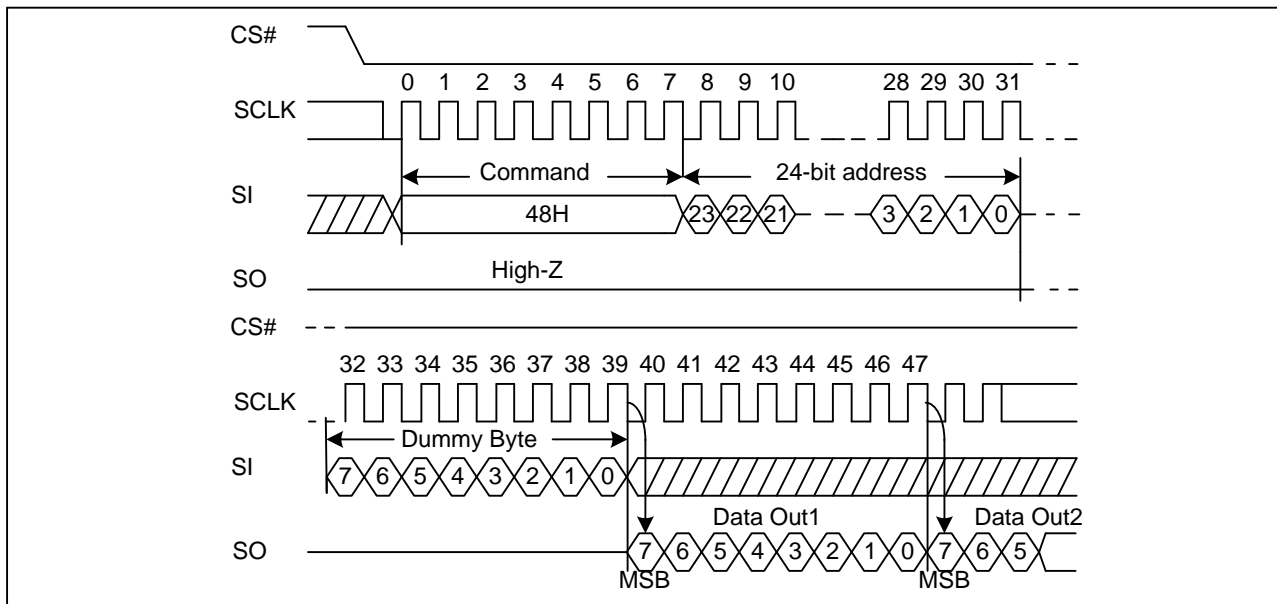 CS#
0 1 2 3 4 5 6 7 8 9 10 28 29 30 31
SCLK
Command 24-bit address
SI
48H 23 22 21 3 2 1 0
High-Z
SO
CS#
32 33 34 35 36 37 38 39 40 41 42 43 44 45 46 47
SCLK
Dummy Byte
SI
7 6 5 4 3 2 1 0
Data Out1 Data Out2
SO
7 6 5 4 3 2 1 0 7 6 5
MSB MSB